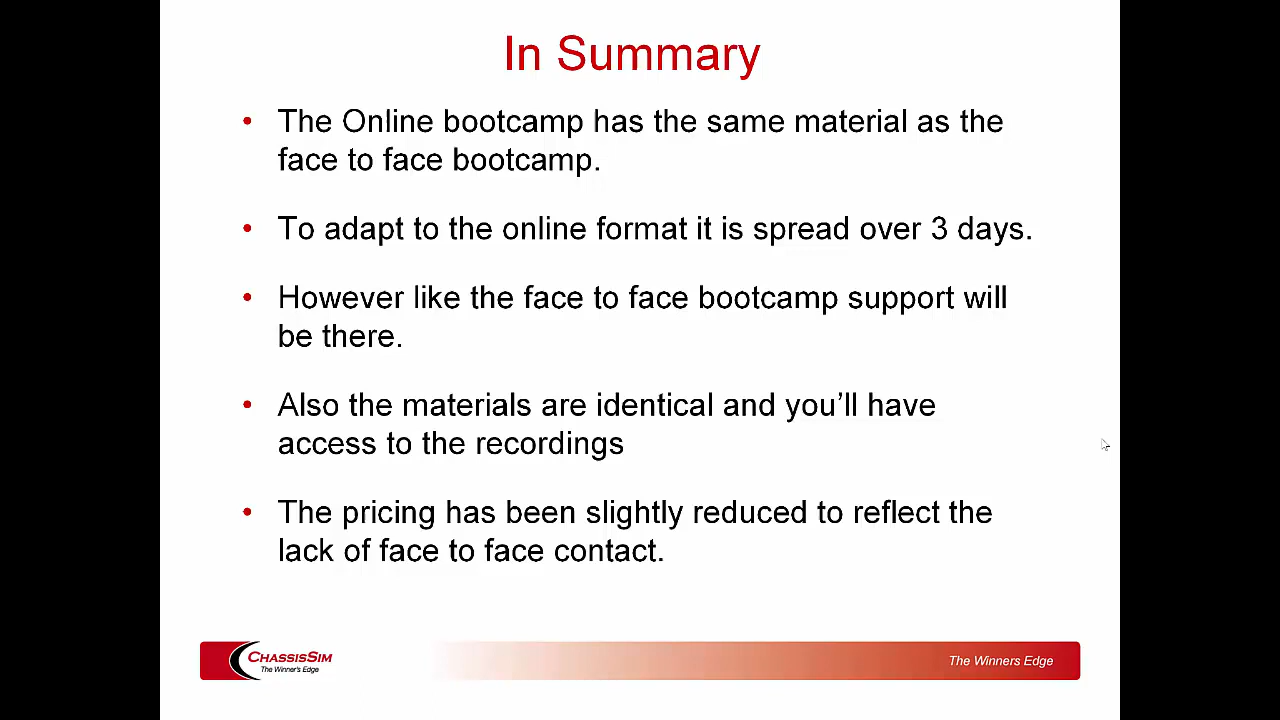 In Summary
• The Online bootcamp has the same material as the
face to face bootcamp.
• To adapt to the online format it is spread over 3 days.
• However like the face to face bootcamp support will
be there.
• Also the materials are identical and you’ll have
access to the recordings
• The pricing has been slightly reduced to reflect the
lack of face to face contact.
CHASSISSIM
The Winner's Edge
The Winners Edge